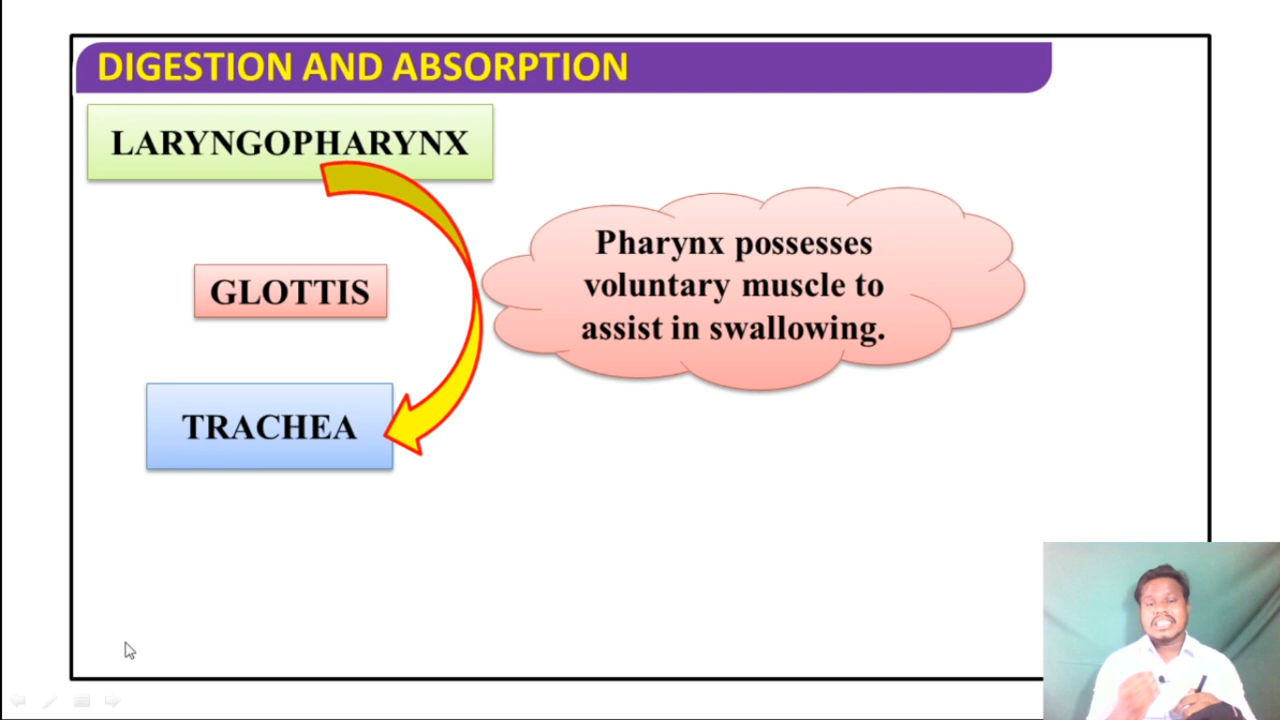 DIGESTION AND ABSORPTION
LARYNGOPHARYNX
Pharynx possesses
voluntary muscle to
assist in swallowing.
GLOTTIS
TRACHEA